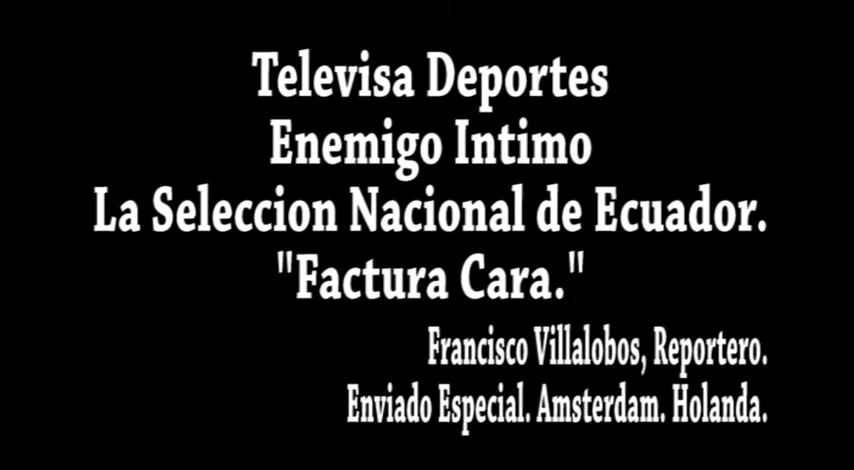 Televisa Deportes
Enemigo Intimo
La Seleccion Nacional de Ecuador.
"Factura Cara."
Francisco Villalobos, Reportero.
Enviado Especial. Amsterdam. Holanda.